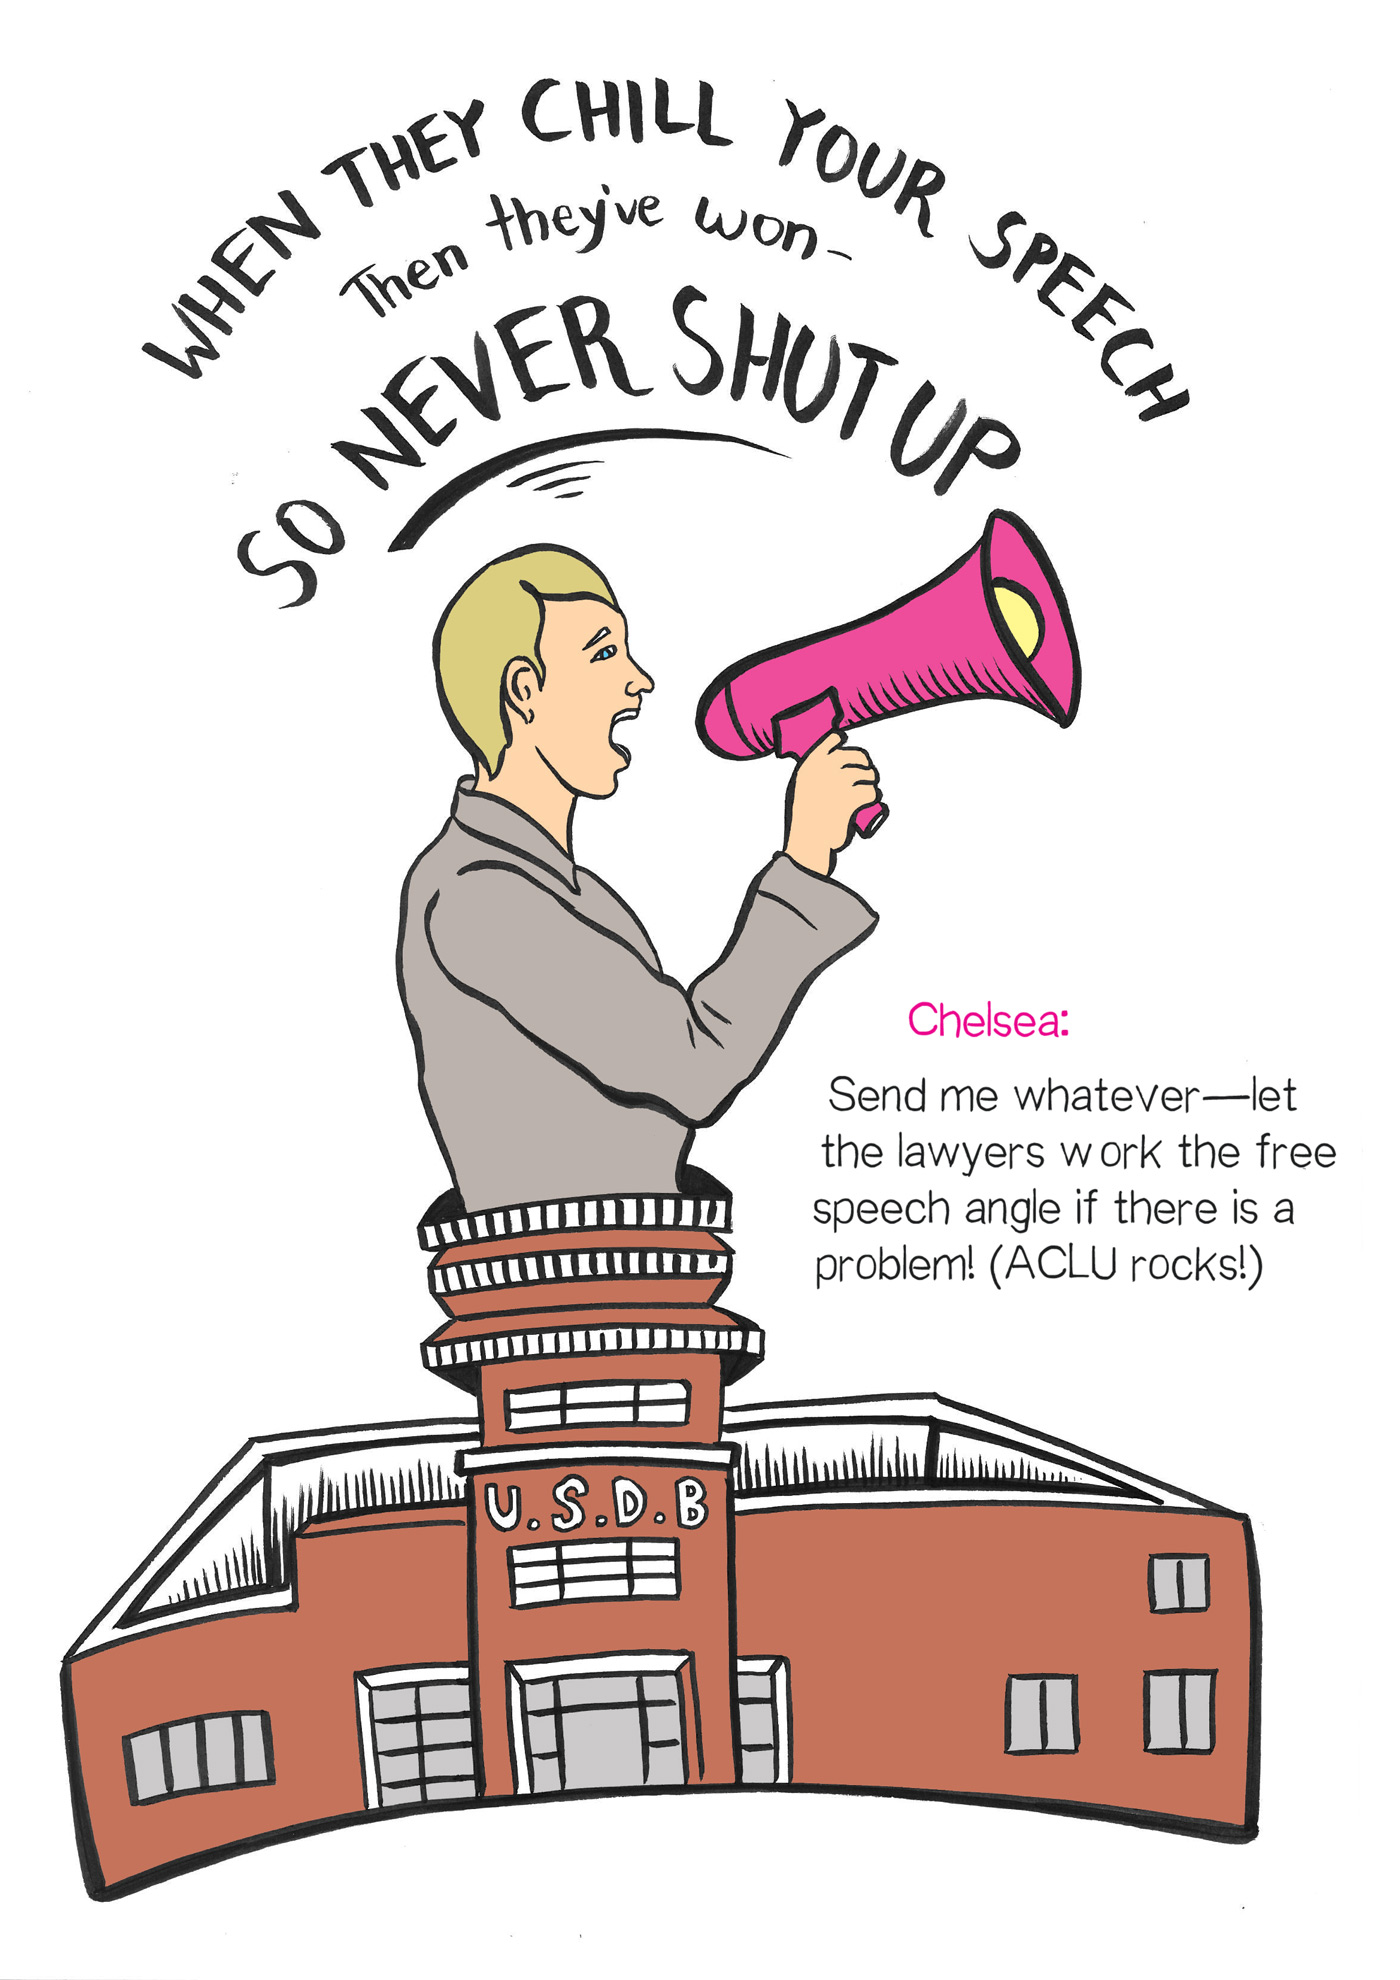 WHEN THEY CHILL YOUR SPEECH
Then they've won-
SO NEVER SHUT UP
Chelsea:
Send me whatever—let
the lawyers work the free
speech angle if there is a
problem! (ACLU rocks!)
U.S.D.B